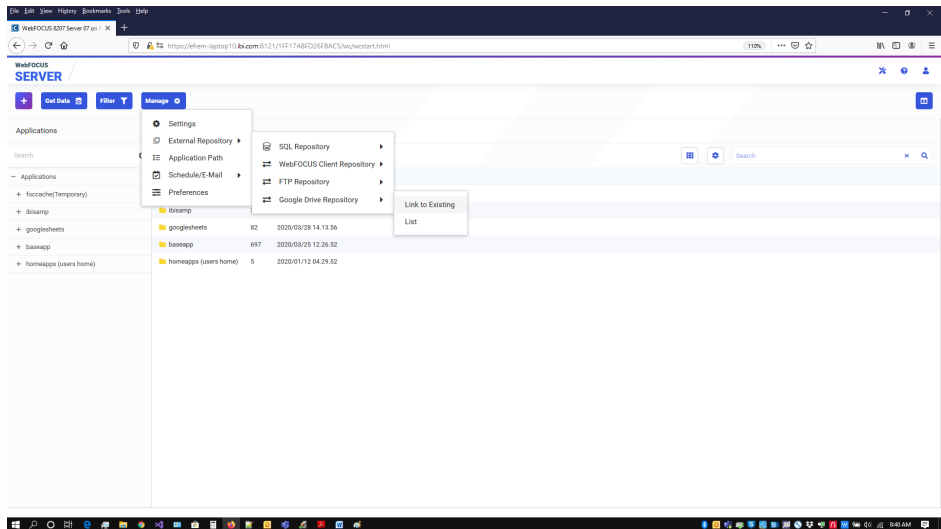 File Edit View History Bookmarks Tools Help
WebFOCUS 8207 Server 07 on
https://efrem-laptop10.ibi.com:8121/1FF17A8FD26FBAC5/wc/wcstart.html
110%
WebFOCUS
SERVER
Get Data Filter Manage
Applications
Search
Applications
foccache(Temporary)
ibisamp
googlesheets
baseapp
homeapps (users home)
Settings
External Repository
Application Path
Schedule/E-Mail
Preferences
SQL Repository
WebFOCUS Client Repository
FTP Repository
Google Drive Repository
Link to Existing
List
Search
ibisamp
googlesheets 82 2020/03/28 14.13.56
baseapp 697 2020/03/25 12.26.52
homeapps (users home) 5 2020/01/12 04.29.52
8:40 AM